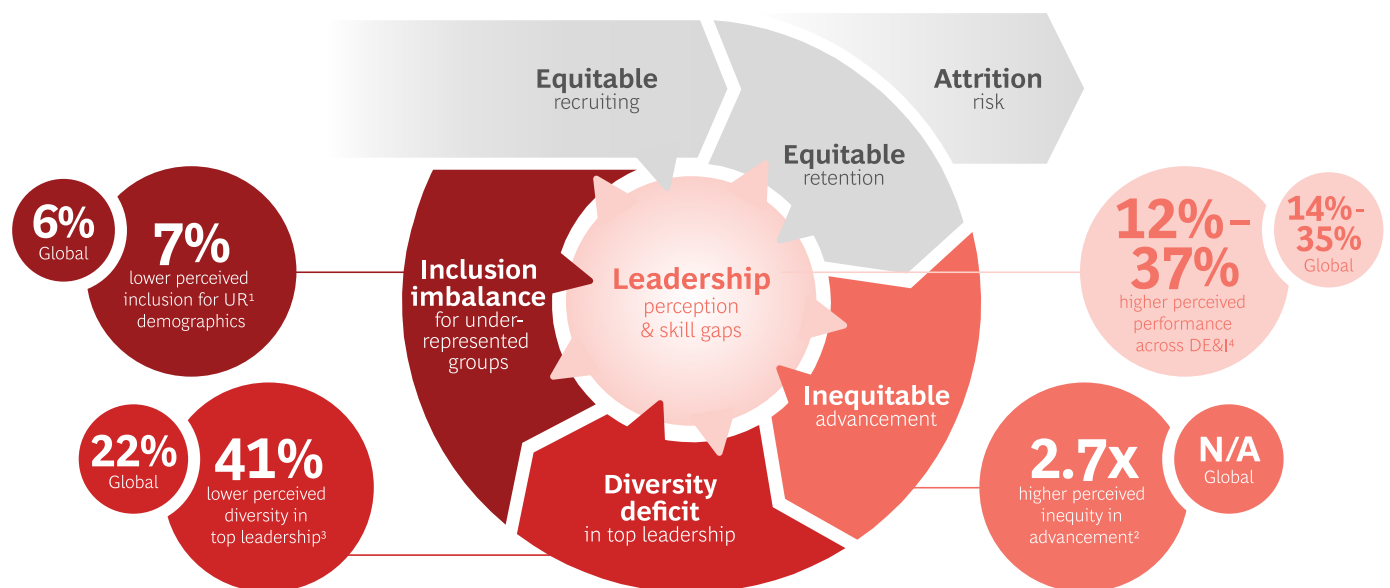 Equitable
recruiting
Attrition
risk
Equitable
retention
6%
Global
7%
lower perceived
inclusion for UR¹
demographics
Inclusion
imbalance
for under-
represented
groups
Leadership
perception
& skill gaps
12%–
37%
higher perceived
performance
across DE&I⁴
14%-
35%
Global
Inequitable
advancement
22%
Global
41%
lower perceived
diversity in
top leadership³
Diversity
deficit
in top leadership
2.7x
higher perceived
inequity in
advancement²
N/A
Global